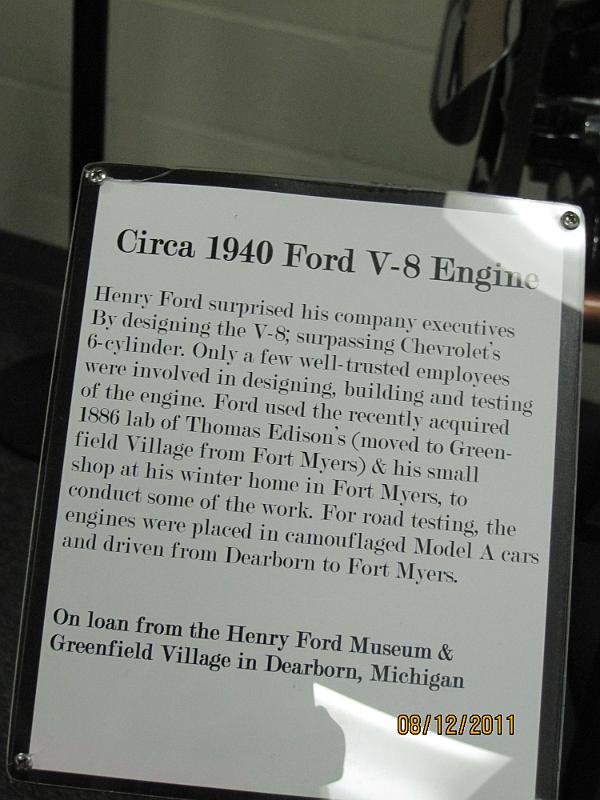 Circa 1940 Ford V-8 Engine
Henry Ford surprised his company executives
By designing the V-8; surpassing Chevrolet's
6-cylinder. Only a few well-trusted employees
were involved in designing, building and testing
of the engine. Ford used the recently acquired
1886 lab of Thomas Edison's (moved to Green-
field Village from Fort Myers) & his small
shop at his winter home in Fort Myers, to
conduct some of the work. For road testing, the
engines were placed in camouflaged Model A cars
and driven from Dearborn to Fort Myers.
On loan from the Henry Ford Museum &
Greenfield Village in Dearborn, Michigan
08/12/2011